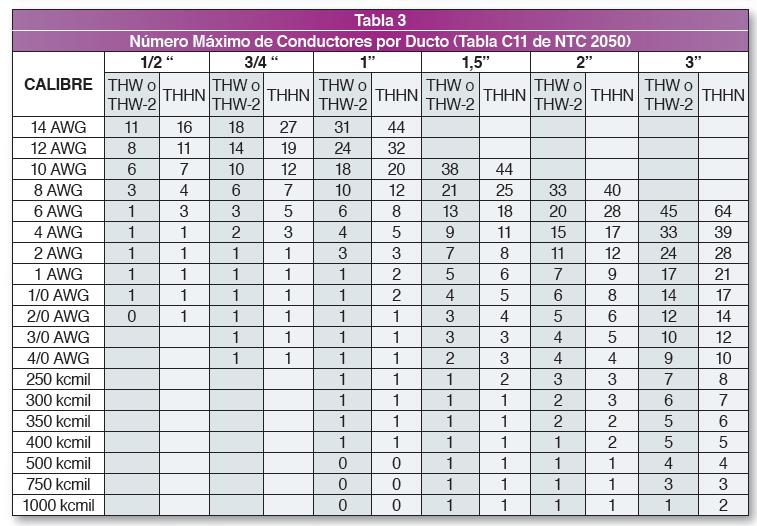 Tabla 3
Número Máximo de Conductores por Ducto (Tabla C11 de NTC 2050)
CALIBRE 1/2 “ 3/4 “ 1” 1,5” 2” 3”
THW o THW-2 THHN THW o THW-2 THHN THW o THW-2 THHN THW o THW-2 THHN THW o THW-2 THHN THW o THW-2 THHN
14 AWG 11 16 18 27 31 44
12 AWG 8 11 14 19 24 32
10 AWG 6 7 10 12 18 20 38 44
8 AWG 3 4 6 7 10 12 21 25 33 40
6 AWG 1 3 3 5 6 8 13 18 20 28 45 64
4 AWG 1 1 2 3 4 5 9 11 15 17 33 39
2 AWG 1 1 1 1 3 3 7 8 11 12 24 28
1 AWG 1 1 1 1 1 2 5 6 7 9 17 21
1/0 AWG 1 1 1 1 1 2 4 5 6 8 14 17
2/0 AWG 0 1 1 1 1 1 3 4 5 6 12 14
3/0 AWG 1 1 1 1 3 3 4 5 10 12
4/0 AWG 1 1 1 1 2 3 4 4 9 10
250 kcmil 1 1 1 2 3 3 7 8
300 kcmil 1 1 1 1 2 3 6 7
350 kcmil 1 1 1 1 2 2 5 6
400 kcmil 1 1 1 1 1 2 5 5
500 kcmil 0 0 1 1 1 1 4 4
750 kcmil 0 0 1 1 1 1 3 3
1000 kcmil 0 0 1 1 1 1 1 2